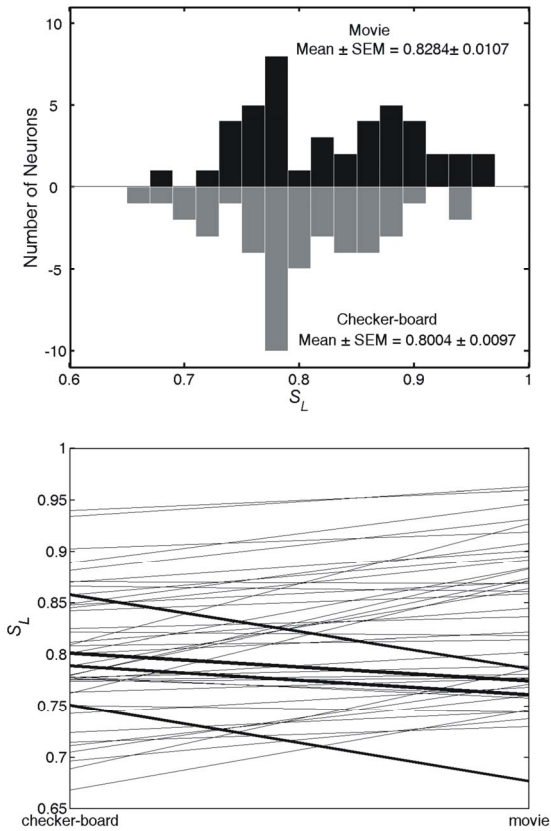 10
Movie
Mean ± SEM = 0.8284± 0.0107
5
Number of Neurons
0
-5
Checker-board
Mean ± SEM = 0.8004 ± 0.0097
-10
0.6 0.7 0.8 0.9 1
S_L
1
0.95
0.9
0.85
S_L
0.8
0.75
0.7
0.65
checker-board movie